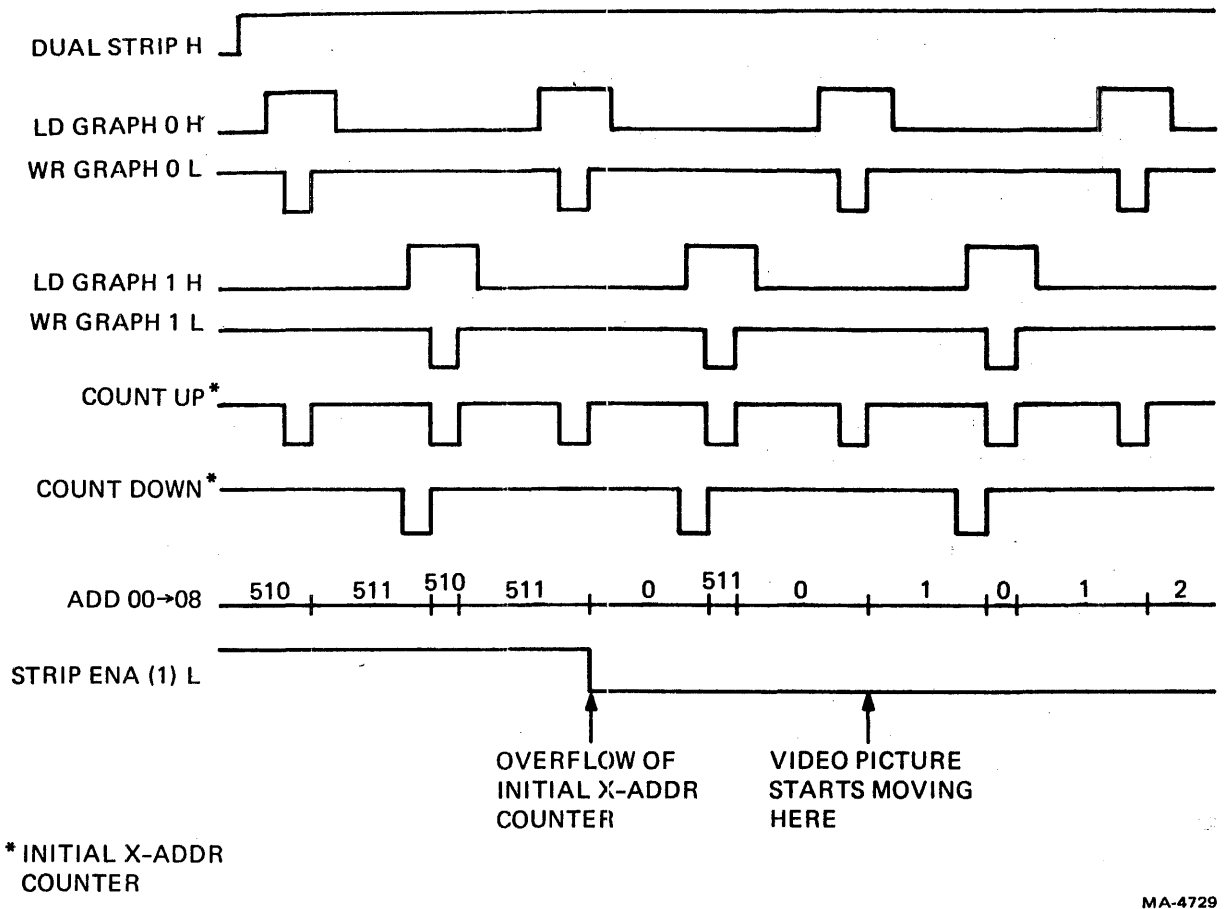 DUAL STRIP H
LD GRAPH 0 H
WR GRAPH 0 L
LD GRAPH 1 H
WR GRAPH 1 L
COUNT UP*
COUNT DOWN*
ADD 00→08 510 511 510 511 0 511 0 1 0 1 2
STRIP ENA (1) L
OVERFLOW OF INITIAL X-ADDR COUNTER
VIDEO PICTURE STARTS MOVING HERE
* INITIAL X-ADDR
COUNTER
MA-4729